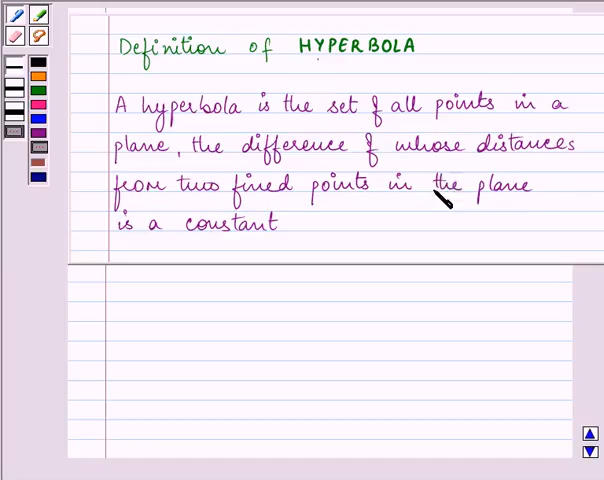 Definition of HYPERBOLA
A hyperbola is the set of all points in a
plane, the difference of whose distances
from two fixed points in the plane
is a constant